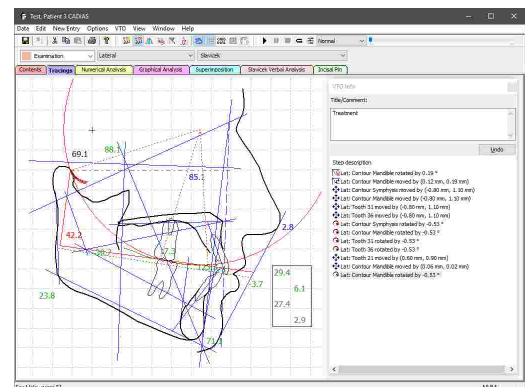 Test, Patient 3 CADIAS
Date Edit New Entry Options VTO View Window Help
Normal
Examination Lateral Slavicek
Contents Tracings Numerical Analysis Graphical Analysis Superimposition Slavicek Verbal Analysis Incisal Pin
69.1
88.1
85.1
42.2
2.8
23.8
-3.7
71.1
29.4
6.1
27.4
2.9
VTO Info
Title/Comment:
Treatment
Undo
Step description
Lat: Contour Mandible rotated by 0.19 °
Lat: Contour Mandible moved by (0.12 mm, 0.19 mm)
Lat: Contour Symphysis moved by (-0.80 mm, 1.10 mm)
Lat: Contour Mandible moved by (-0.80 mm, 1.10 mm)
Lat: Tooth 31 moved by (-0.80 mm, 1.10 mm)
Lat: Tooth 36 moved by (-0.80 mm, 1.10 mm)
Lat: Contour Symphysis rotated by -0.53 °
Lat: Contour Mandible rotated by -0.53 °
Lat: Tooth 31 rotated by -0.53 °
Lat: Tooth 36 rotated by -0.53 °
Lat: Tooth 21 moved by (0.60 mm, 0.90 mm)
Lat: Contour Mandible moved by (0.06 mm, 0.02 mm)
Lat: Contour Mandible rotated by -0.33 °